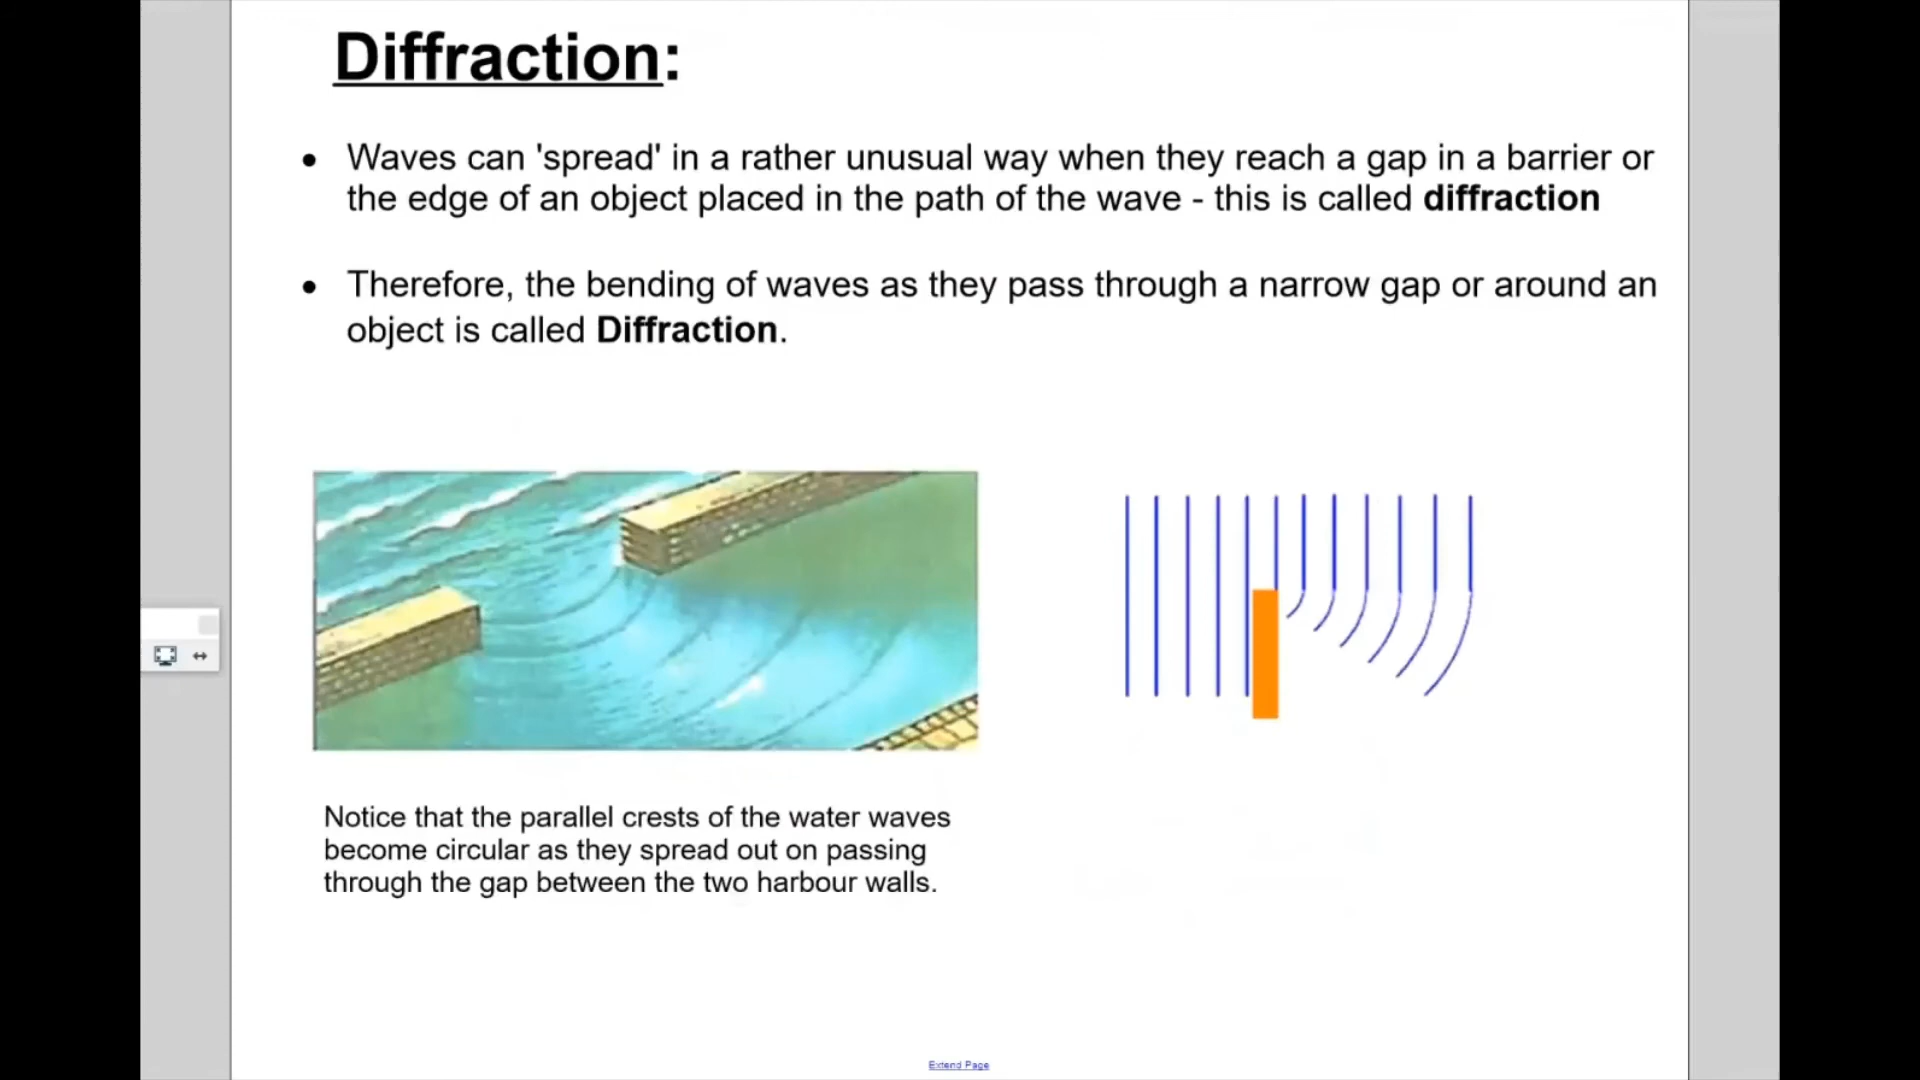 Diffraction:
• Waves can 'spread' in a rather unusual way when they reach a gap in a barrier or
the edge of an object placed in the path of the wave - this is called diffraction
• Therefore, the bending of waves as they pass through a narrow gap or around an
object is called Diffraction.
Notice that the parallel crests of the water waves
become circular as they spread out on passing
through the gap between the two harbour walls.
Extend Page